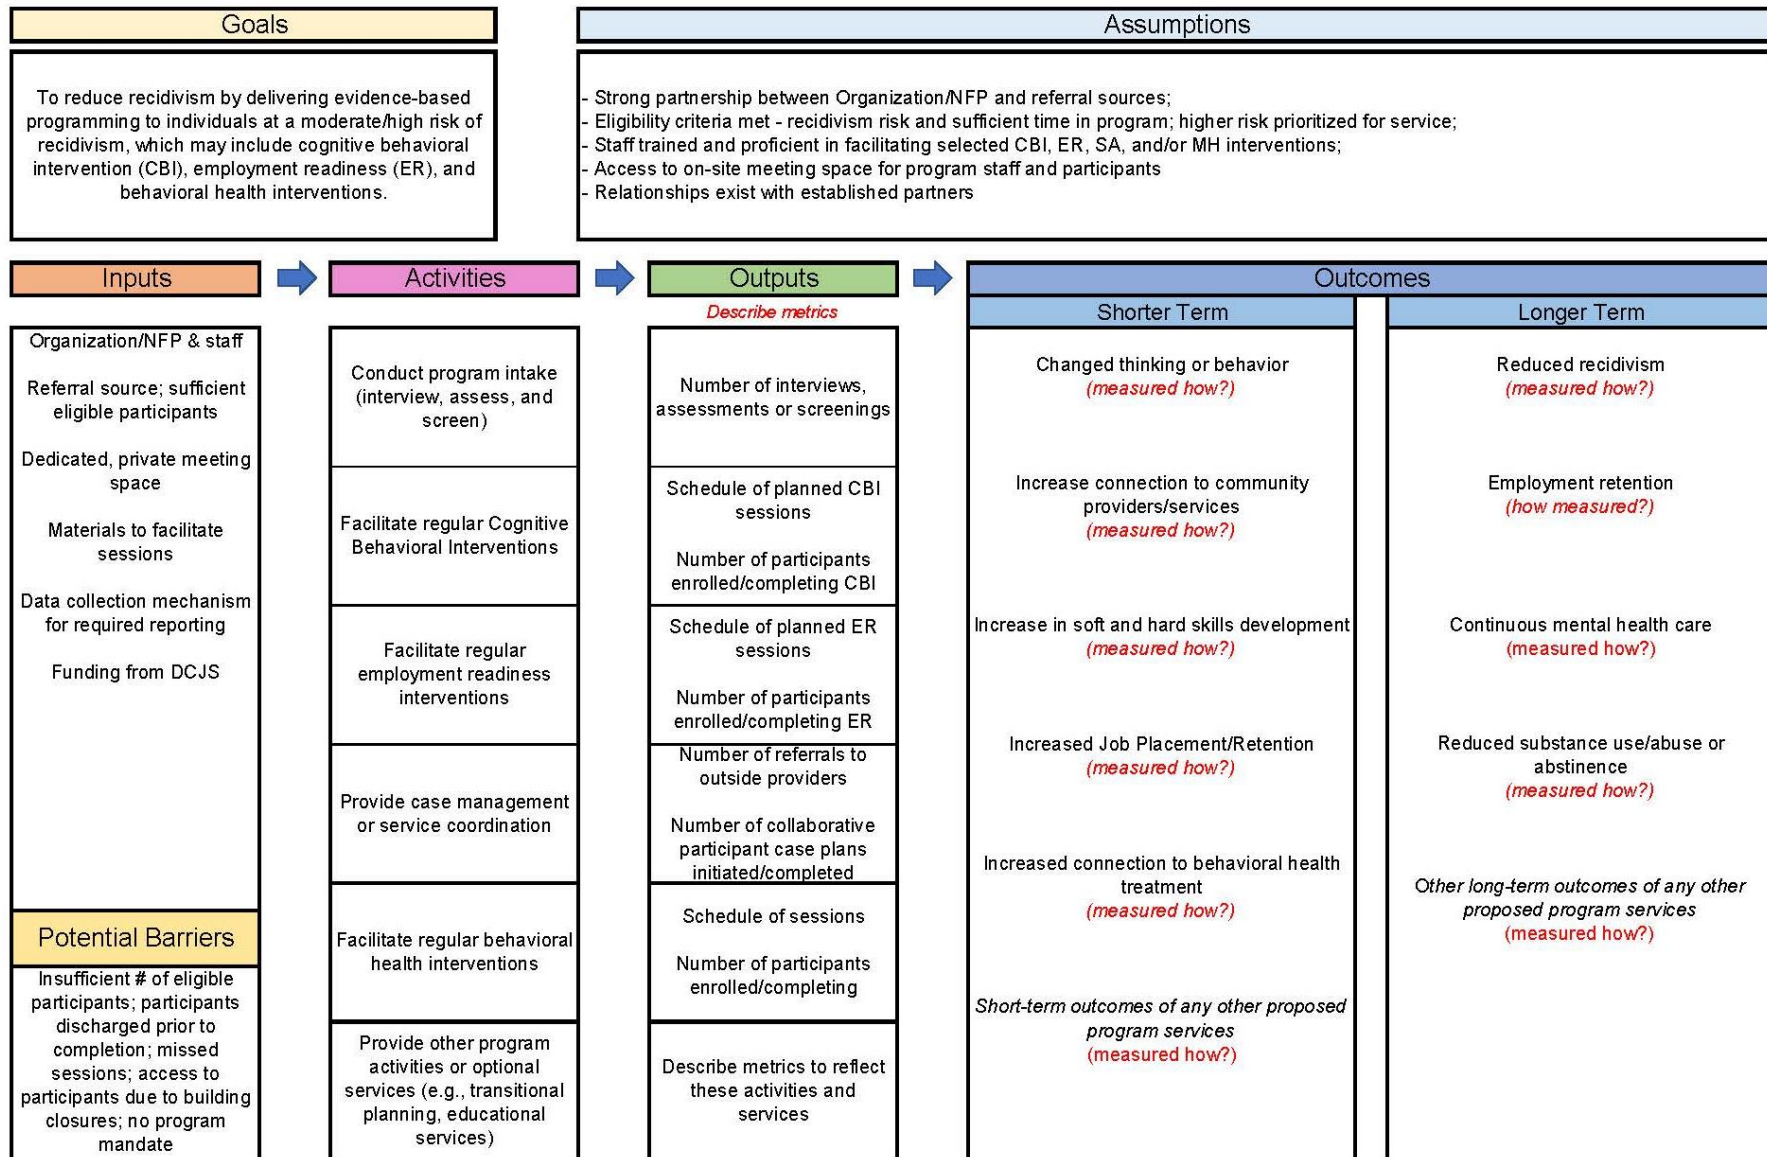 Goals
To reduce recidivism by delivering evidence-based
programming to individuals at a moderate/high risk of
recidivism, which may include cognitive behavioral
intervention (CBI), employment readiness (ER), and
behavioral health interventions.
Assumptions
- Strong partnership between Organization/NFP and referral sources;
- Eligibility criteria met - recidivism risk and sufficient time in program; higher risk prioritized for service;
- Staff trained and proficient in facilitating selected CBI, ER, SA, and/or MH interventions;
- Access to on-site meeting space for program staff and participants
- Relationships exist with established partners
Inputs
Organization/NFP & staff
Referral source; sufficient
eligible participants
Dedicated, private meeting
space
Materials to facilitate
sessions
Data collection mechanism
for required reporting
Funding from DCJS
Potential Barriers
Insufficient # of eligible
participants; participants
discharged prior to
completion; missed
sessions; access to
participants due to building
closures; no program
mandate
Activities
Conduct program intake
(interview, assess, and
screen)
Facilitate regular Cognitive
Behavioral Interventions
Facilitate regular
employment readiness
interventions
Provide case management
or service coordination
Facilitate regular behavioral
health interventions
Provide other program
activities or optional
services (e.g., transitional
planning, educational
services)
Outputs
Describe metrics
Number of interviews,
assessments or screenings
Schedule of planned CBI
sessions
Number of participants
enrolled/completing CBI
Schedule of planned ER
sessions
Number of participants
enrolled/completing ER
Number of referrals to
outside providers
Number of collaborative
participant case plans
initiated/completed
Schedule of sessions
Number of participants
enrolled/completing
Describe metrics to reflect
these activities and
services
Outcomes
Shorter Term
Changed thinking or behavior
(measured how?)
Increase connection to community
providers/services
(measured how?)
Increase in soft and hard skills development
(measured how?)
Increased Job Placement/Retention
(measured how?)
Increased connection to behavioral health
treatment
(measured how?)
Short-term outcomes of any other proposed
program services
(measured how?)
Longer Term
Reduced recidivism
(measured how?)
Employment retention
(how measured?)
Continuous mental health care
(measured how?)
Reduced substance use/abuse or
abstinence
(measured how?)
Other long-term outcomes of any other
proposed program services
(measured how?)